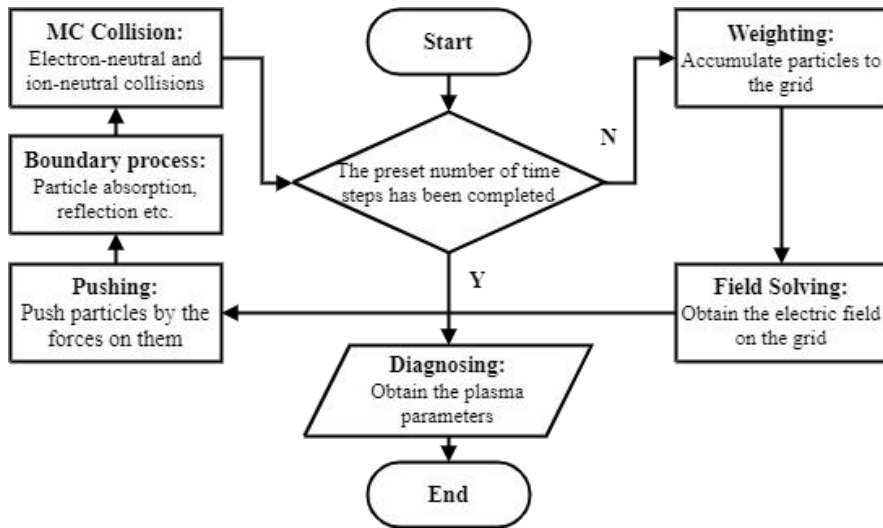 Start
The preset number of time
steps has been completed
N
Weighting:
Accumulate particles to
the grid
Field Solving:
Obtain the electric field
on the grid
Pushing:
Push particles by the
forces on them
Boundary process:
Particle absorption,
reflection etc.
MC Collision:
Electron-neutral and
ion-neutral collisions
Y
Diagnosing:
Obtain the plasma
parameters
End